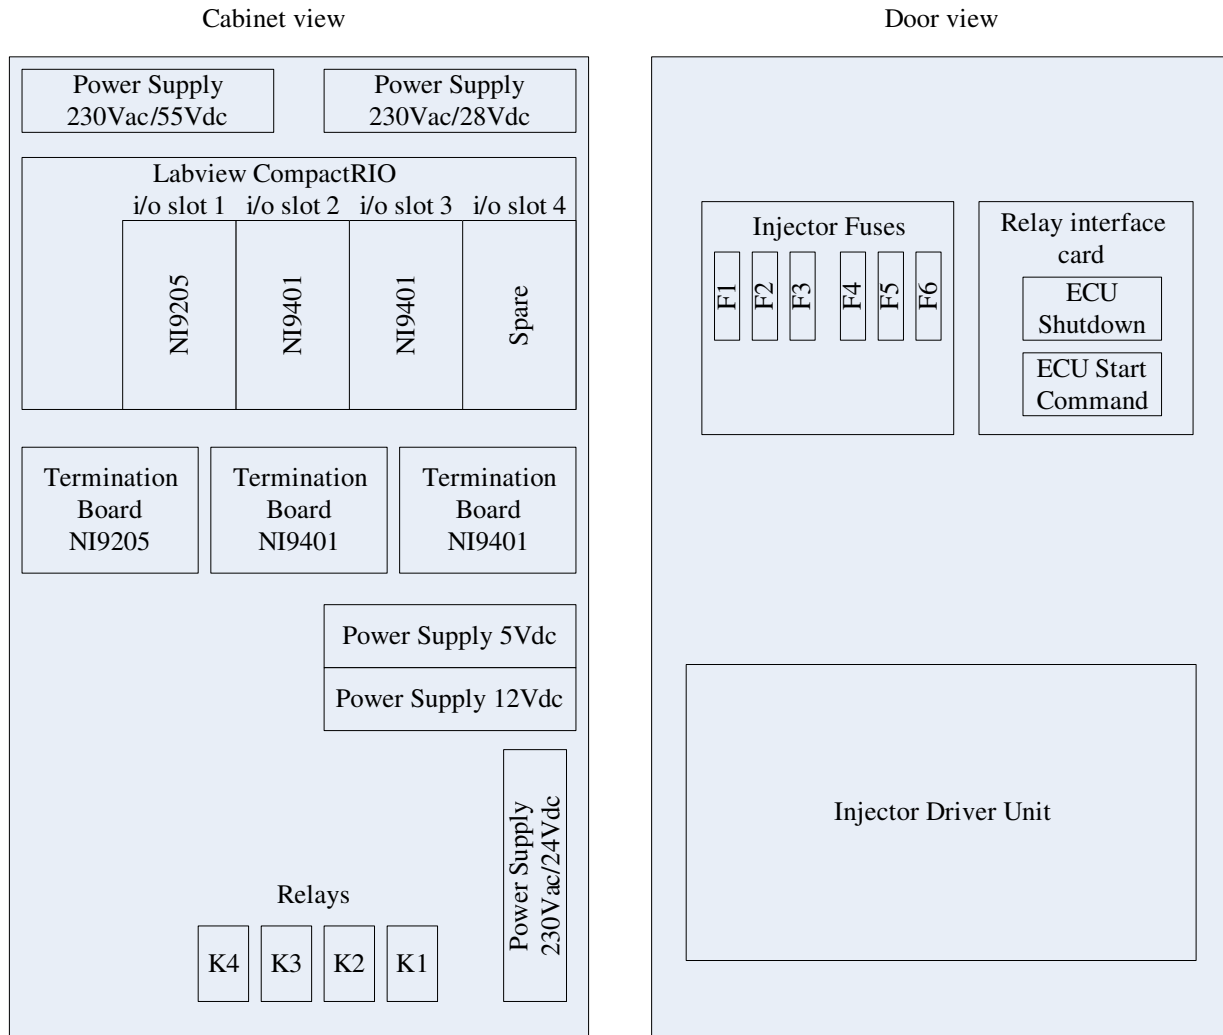 Cabinet view
Power Supply
230Vac/55Vdc
Power Supply
230Vac/28Vdc
Labview CompactRIO
i/o slot 1
i/o slot 2
i/o slot 3
i/o slot 4
NI9205
NI9401
NI9401
Spare
Termination
Board
NI9205
Termination
Board
NI9401
Termination
Board
NI9401
Power Supply 5Vdc
Power Supply 12Vdc
Power Supply
230Vac/24Vdc
Relays
K4
K3
K2
K1
Door view
Injector Fuses
F1
F2
F3
F4
F5
F6
Relay interface
card
ECU
Shutdown
ECU Start
Command
Injector Driver Unit